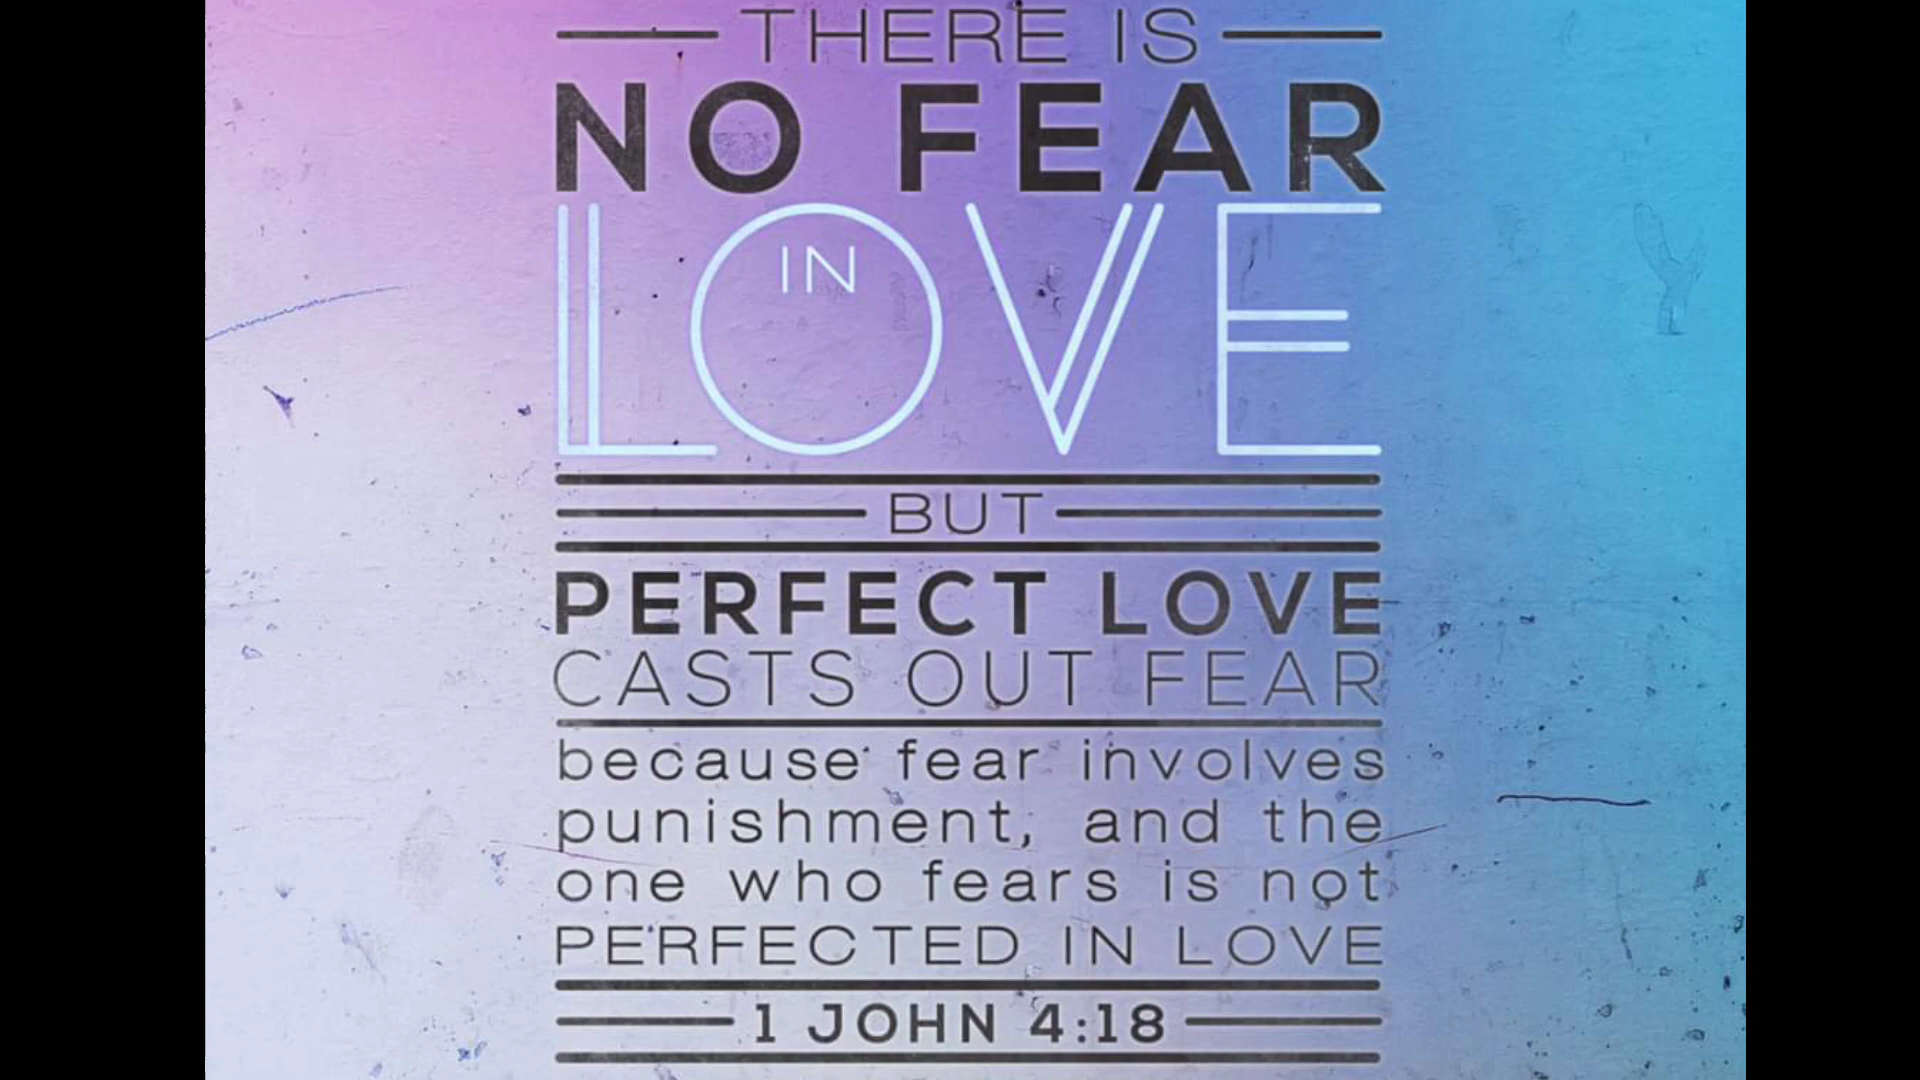 THERE IS
NO FEAR
IN
LOVE
BUT
PERFECT LOVE
CASTS OUT FEAR
because fear involves
punishment, and the
one who fears is not
PERFECTED IN LOVE
1 JOHN 4:18